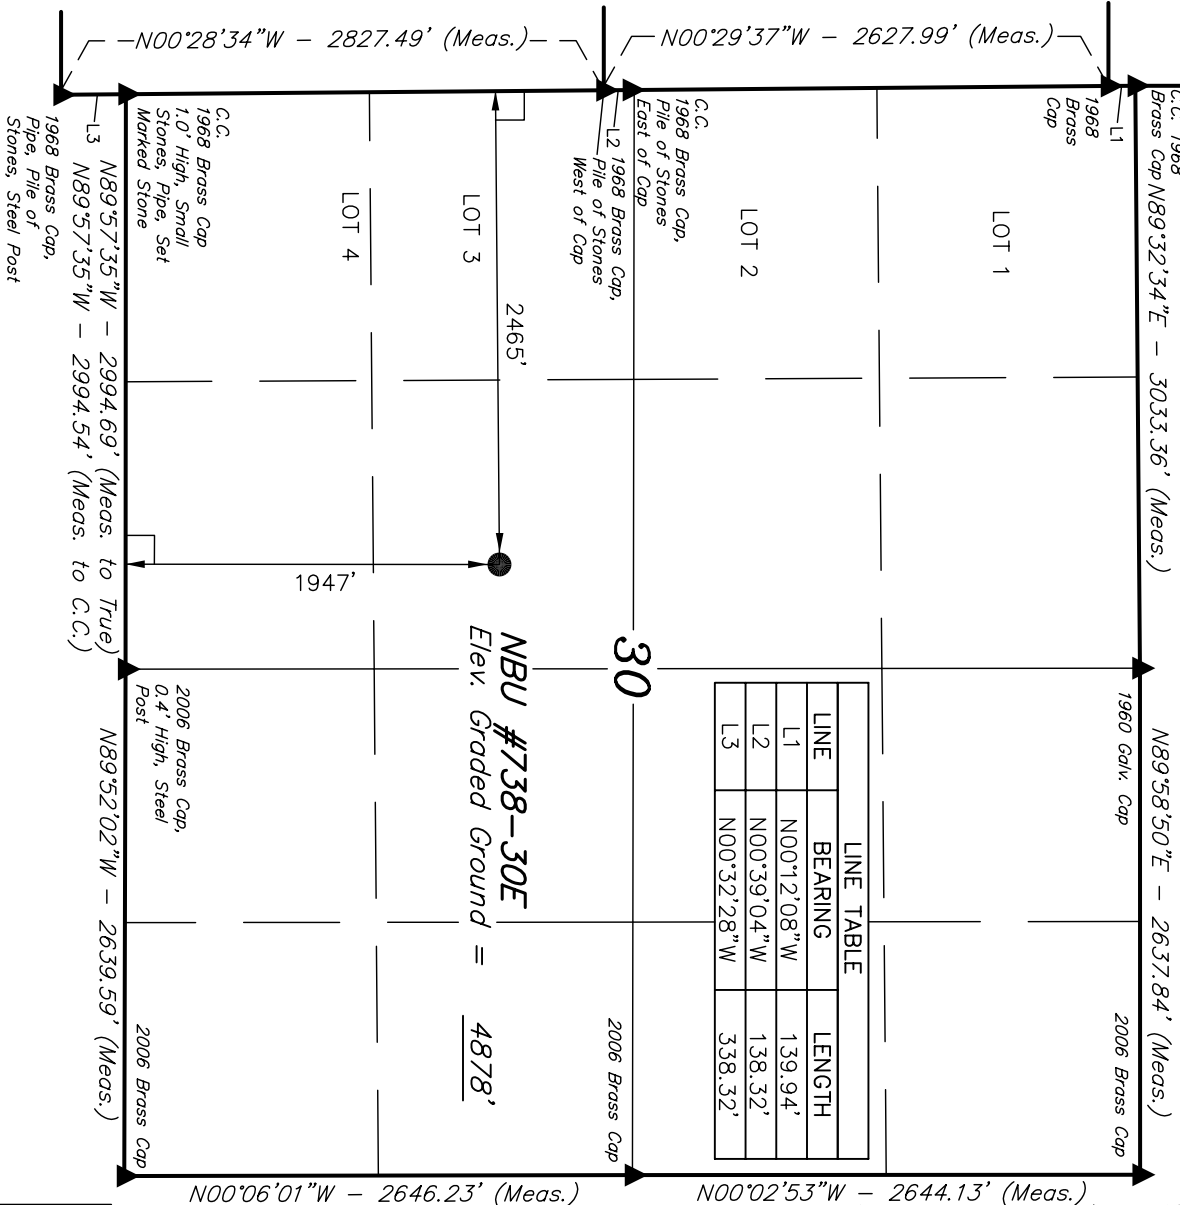 N00°28'34"W - 2827.49' (Meas.)
N00°29'37"W - 2627.99' (Meas.)
C.C. 1968
Brass Cap
L1
1968
Brass
Cap
N89°32'34"E - 3033.36' (Meas.)
LOT 1
LOT 2
C.C.
1968 Brass Cap,
Pile of Stones
East of Cap
L2
1968 Brass Cap,
Pile of Stones
West of Cap
LOT 3
LOT 4
C.C.
1968 Brass Cap
1.0' High, Small
Stones, Pipe, Set
Marked Stone
L3
1968 Brass Cap,
Pipe, Pile of
Stones, Steel Post
N89°57'35"W - 2994.69' (Meas. to True)
N89°57'35"W - 2994.54' (Meas. to C.C.)
2465'
1947'
30
NBU #738-30E
Elev. Graded Ground = 4878'
LINE TABLE
LINE BEARING LENGTH
L1 N00°12'08"W 139.94'
L2 N00°39'04"W 138.32'
L3 N00°32'28"W 338.32'
1960 Galv. Cap
N89°58'50"E - 2637.84' (Meas.)
2006 Brass Cap
2006 Brass Cap
2006 Brass Cap,
0.4' High, Steel
Post
N89°52'02"W - 2639.59' (Meas.)
2006 Brass Cap
N00°06'01"W - 2646.23' (Meas.)
N00°02'53"W - 2644.13' (Meas.)